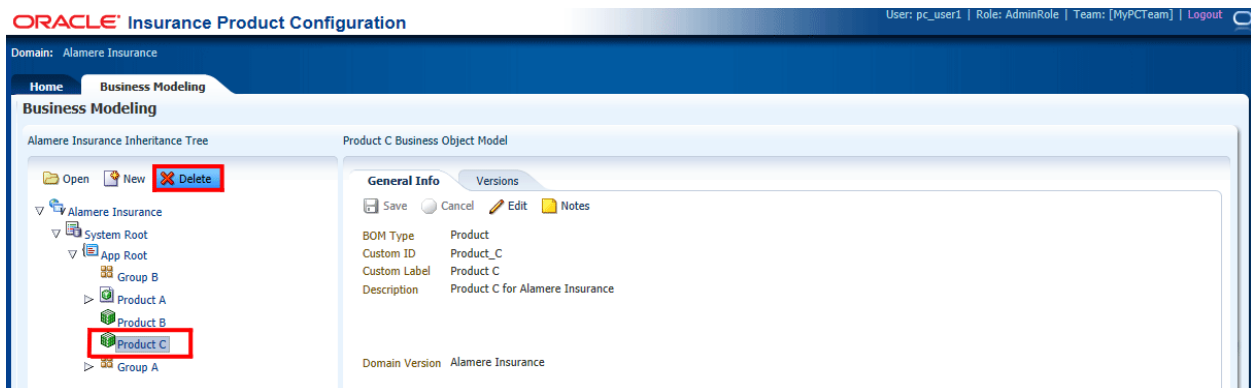 ORACLE Insurance Product Configuration
User: pc_user1 | Role: AdminRole | Team: [MyPCTeam] | Logout
Domain: Alamere Insurance
Home Business Modeling
Business Modeling
Alamere Insurance Inheritance Tree
Product C Business Object Model
Open New Delete
Alamere Insurance
System Root
App Root
Group B
Product A
Product B
Product C
Group A
General Info Versions
Save Cancel Edit Notes
BOM Type Product
Custom ID Product_C
Custom Label Product C
Description Product C for Alamere Insurance
Domain Version Alamere Insurance